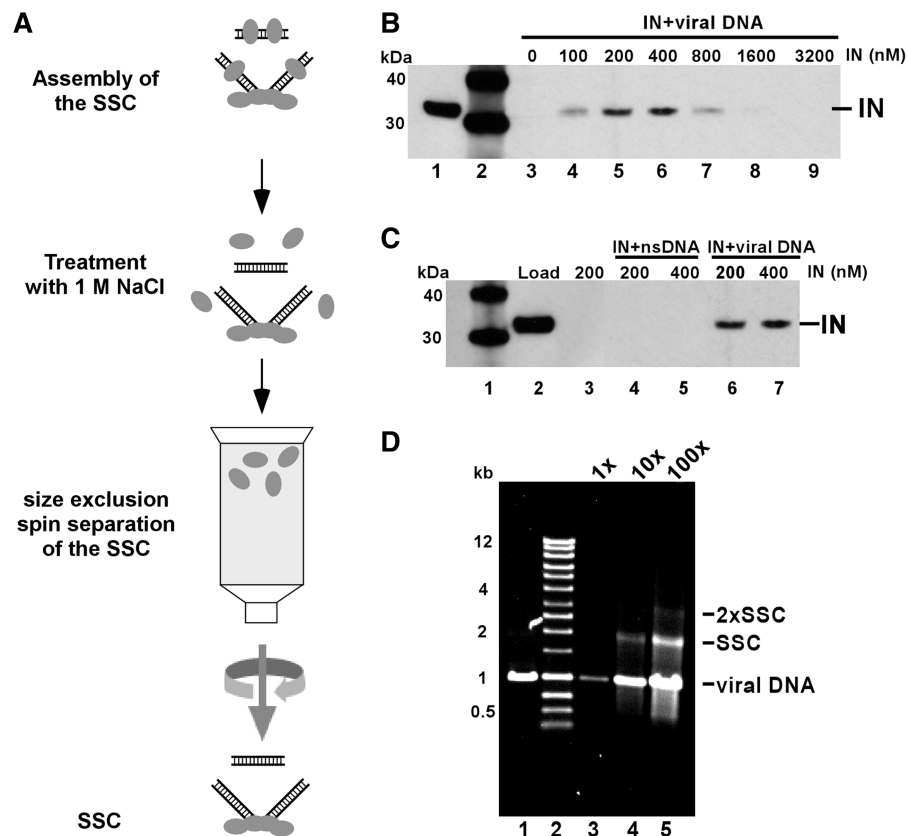 A
Assembly of
the SSC
Treatment
with 1 M NaCl
size exclusion
spin separation
of the SSC
SSC
B
IN+viral DNA
kDa 0 100 200 400 800 1600 3200 IN (nM)
40
30
IN
1 2 3 4 5 6 7 8 9
C
IN+nsDNA IN+viral DNA
kDa Load 200 200 400 200 400 IN (nM)
40
30
IN
1 2 3 4 5 6 7
D
kb 1x 10x 100x
12
4
2
1
0.5
2xSSC
SSC
viral DNA
1 2 3 4 5